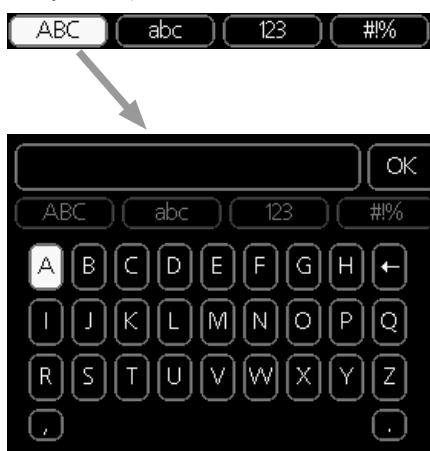 ABC abc 123 #!%
OK
ABC abc 123 #!%
A B C D E F G H ←
I J K L M N O P Q
R S T U V W X Y Z
, .